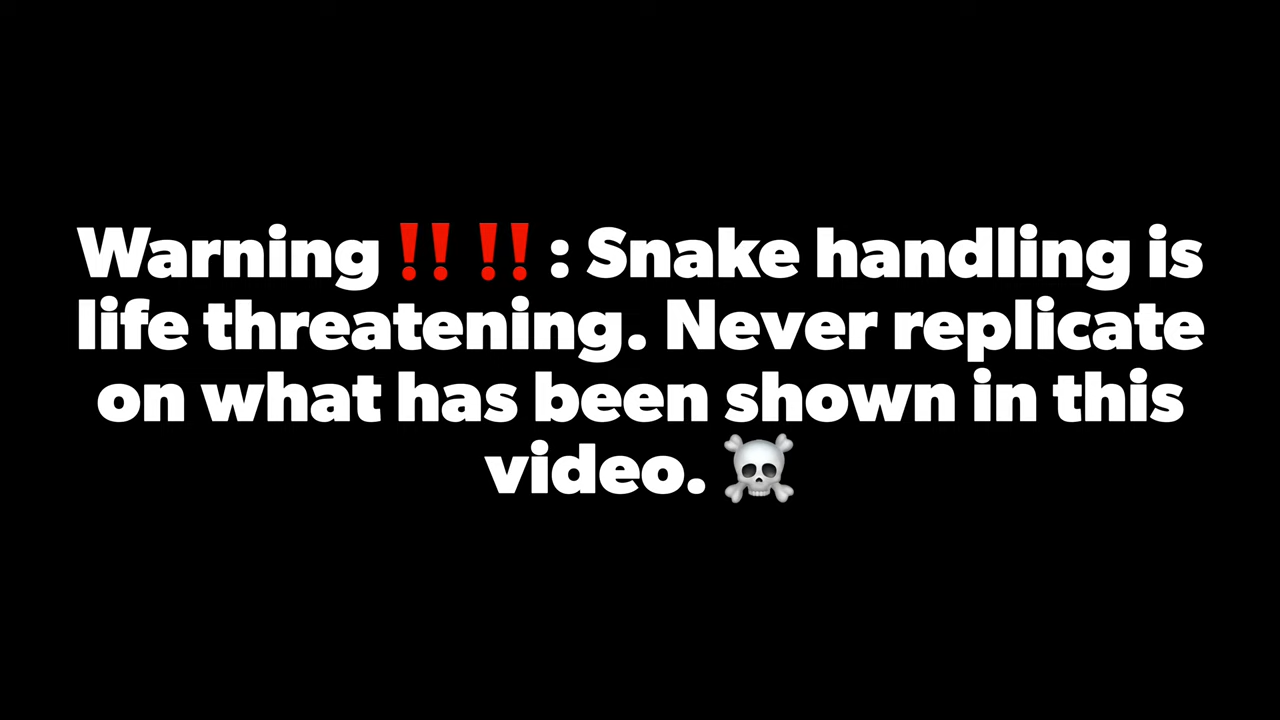 Warning ‼️ ‼️ : Snake handling is
life threatening. Never replicate
on what has been shown in this
video. ☠️